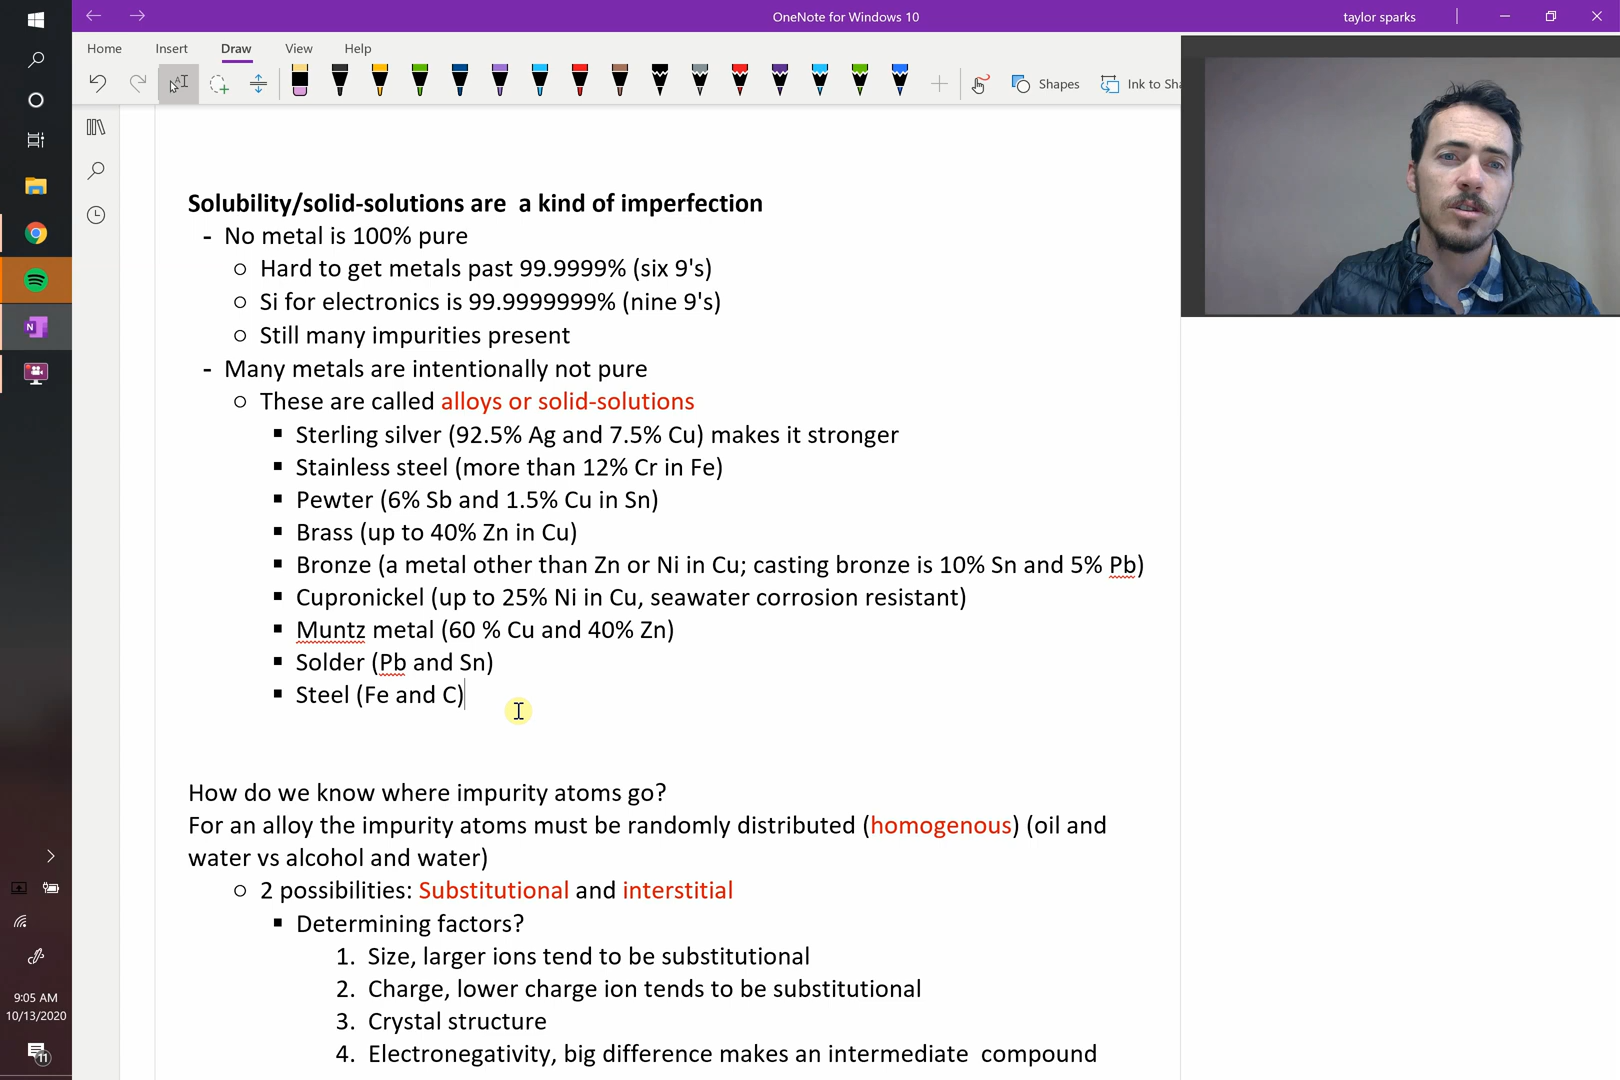 OneNote for Windows 10
taylor sparks
Home Insert Draw View Help
Shapes
Ink to Sha
Solubility/solid-solutions are  a kind of imperfection
- No metal is 100% pure
○ Hard to get metals past 99.9999% (six 9's)
○ Si for electronics is 99.9999999% (nine 9's)
○ Still many impurities present
- Many metals are intentionally not pure
○ These are called alloys or solid-solutions
▪ Sterling silver (92.5% Ag and 7.5% Cu) makes it stronger
▪ Stainless steel (more than 12% Cr in Fe)
▪ Pewter (6% Sb and 1.5% Cu in Sn)
▪ Brass (up to 40% Zn in Cu)
▪ Bronze (a metal other than Zn or Ni in Cu; casting bronze is 10% Sn and 5% Pb)
▪ Cupronickel (up to 25% Ni in Cu, seawater corrosion resistant)
▪ Muntz metal (60 % Cu and 40% Zn)
▪ Solder (Pb and Sn)
▪ Steel (Fe and C)
How do we know where impurity atoms go?
For an alloy the impurity atoms must be randomly distributed (homogenous) (oil and
water vs alcohol and water)
○ 2 possibilities: Substitutional and interstitial
▪ Determining factors?
1. Size, larger ions tend to be substitutional
2. Charge, lower charge ion tends to be substitutional
3. Crystal structure
4. Electronegativity, big difference makes an intermediate  compound
9:05 AM
10/13/2020
11